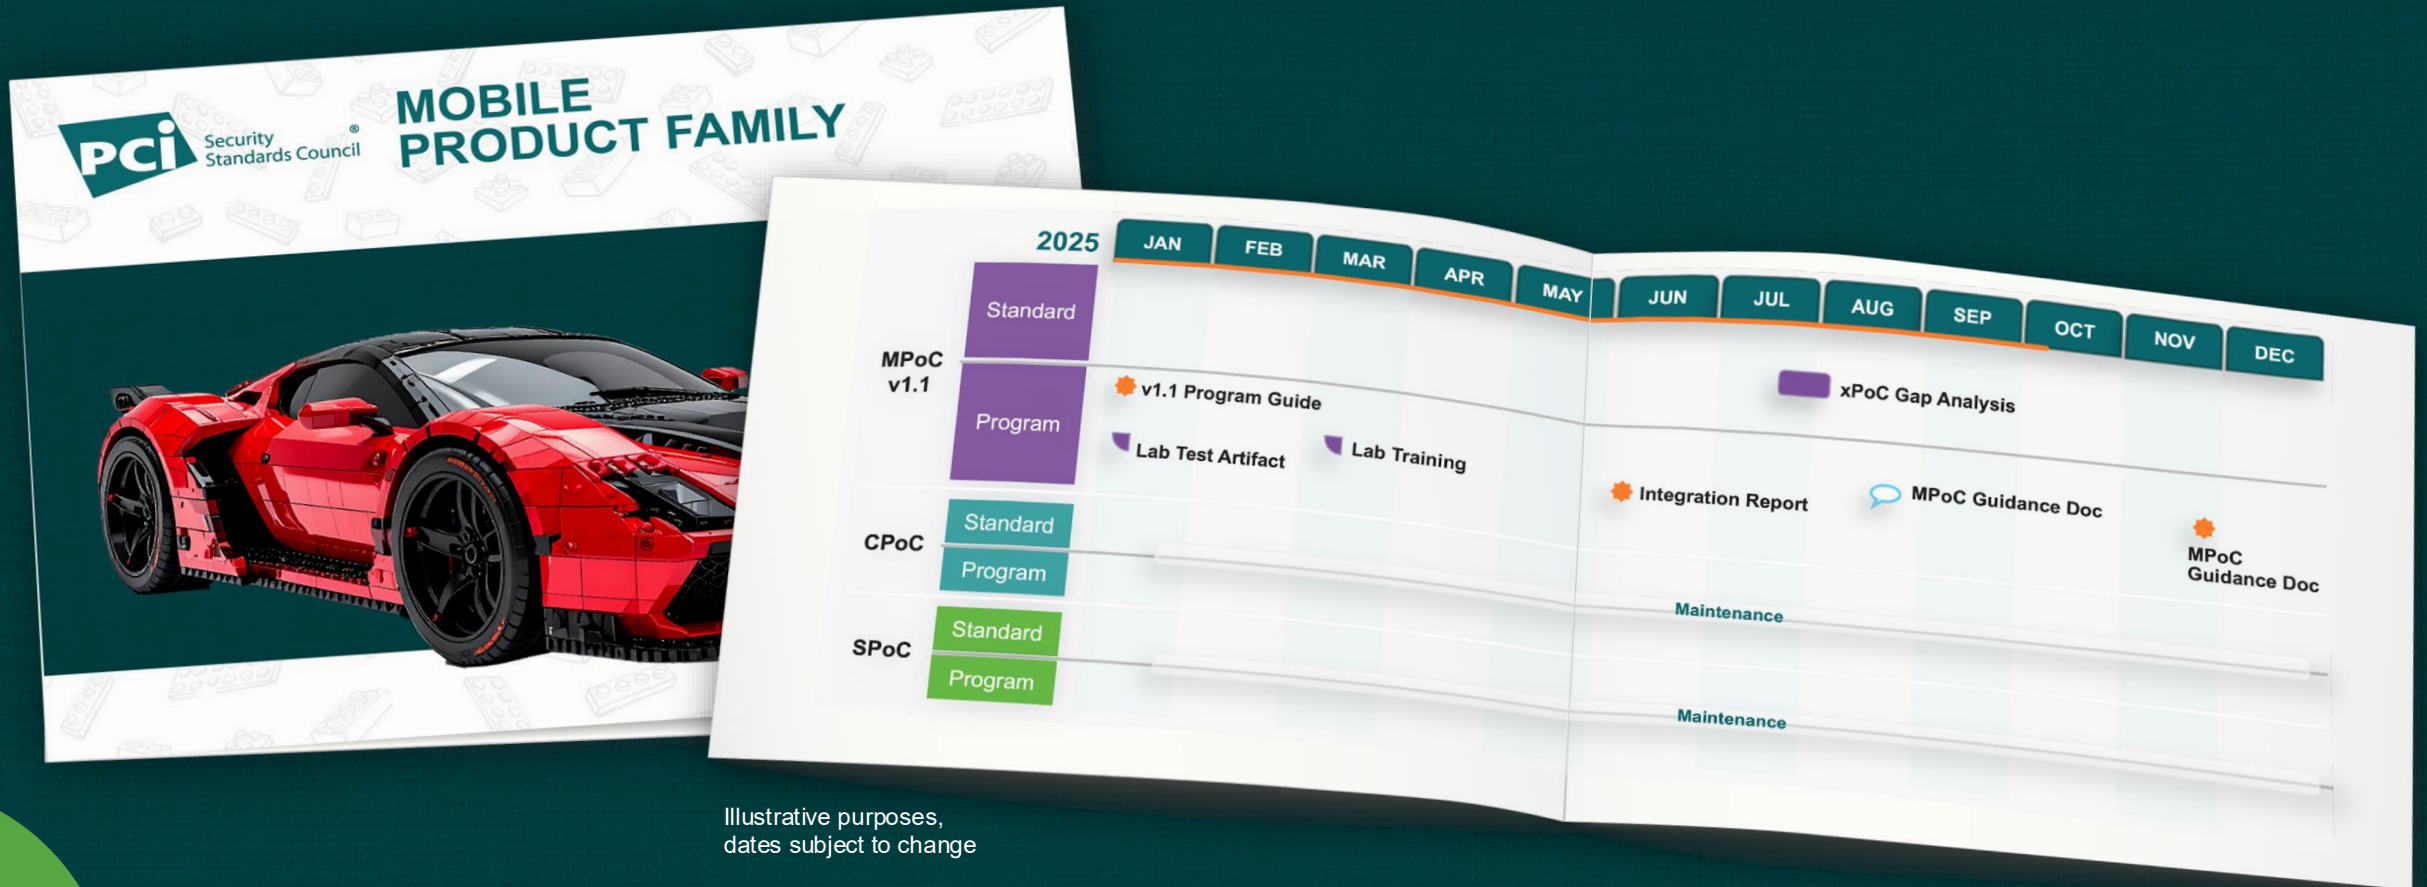 PCi
Security
Standards Council ®
MOBILE
PRODUCT FAMILY
2025
JAN
FEB
MAR
APR
MAY
JUN
JUL
AUG
SEP
OCT
NOV
DEC
MPoC
v1.1
Standard
Program
xPoC Gap Analysis
v1.1 Program Guide
Lab Test Artifact
Lab Training
Integration Report
MPoC Guidance Doc
MPoC
Guidance Doc
CPoC
Standard
Program
Maintenance
SPoC
Standard
Program
Maintenance
Illustrative purposes,
dates subject to change